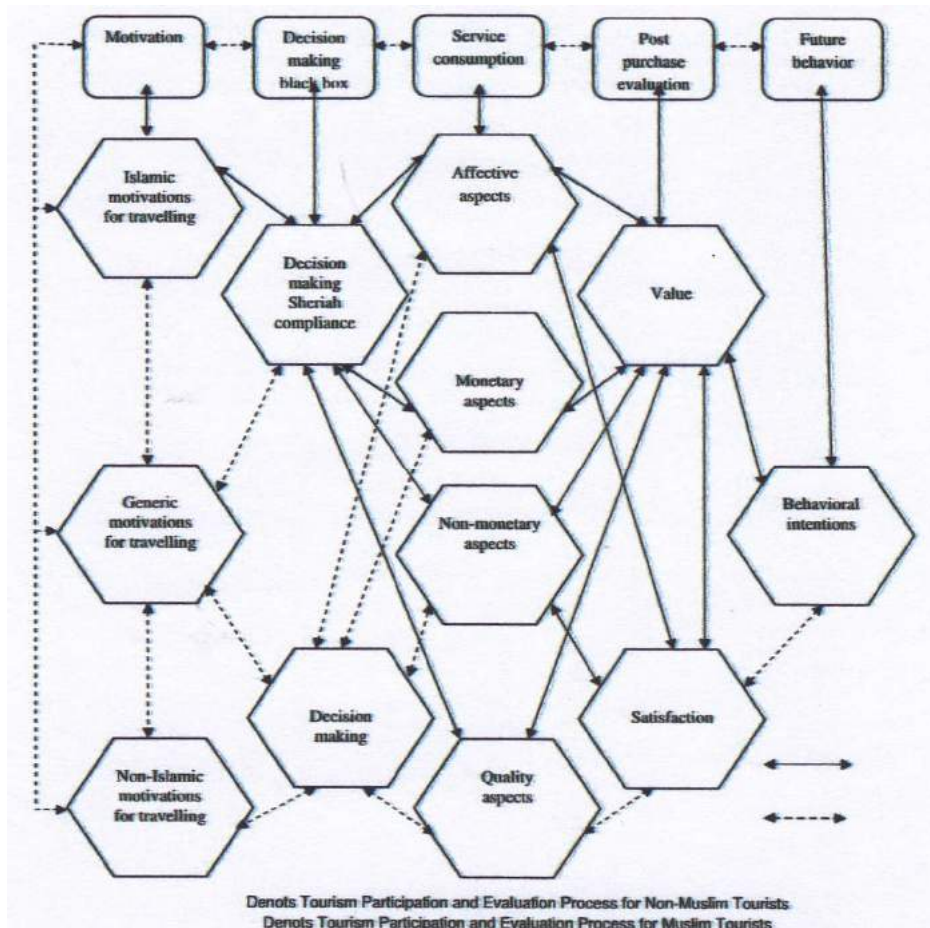 Motivation
Decision
making
black box
Service
consumption
Post
purchase
evaluation
Future
behavior
Islamic
motivations
for travelling
Affective
aspects
Decision
making
Sheriah
compliance
Value
Monetary
aspects
Generic
motivations
for travelling
Non-monetary
aspects
Behavioral
intentions
Decision
making
Satisfaction
Non-Islamic
motivations
for travelling
Quality
aspects
Denots Tourism Participation and Evaluation Process for Non-Muslim Tourists
Denots Tourism Participation and Evaluation Process for Muslim Tourists